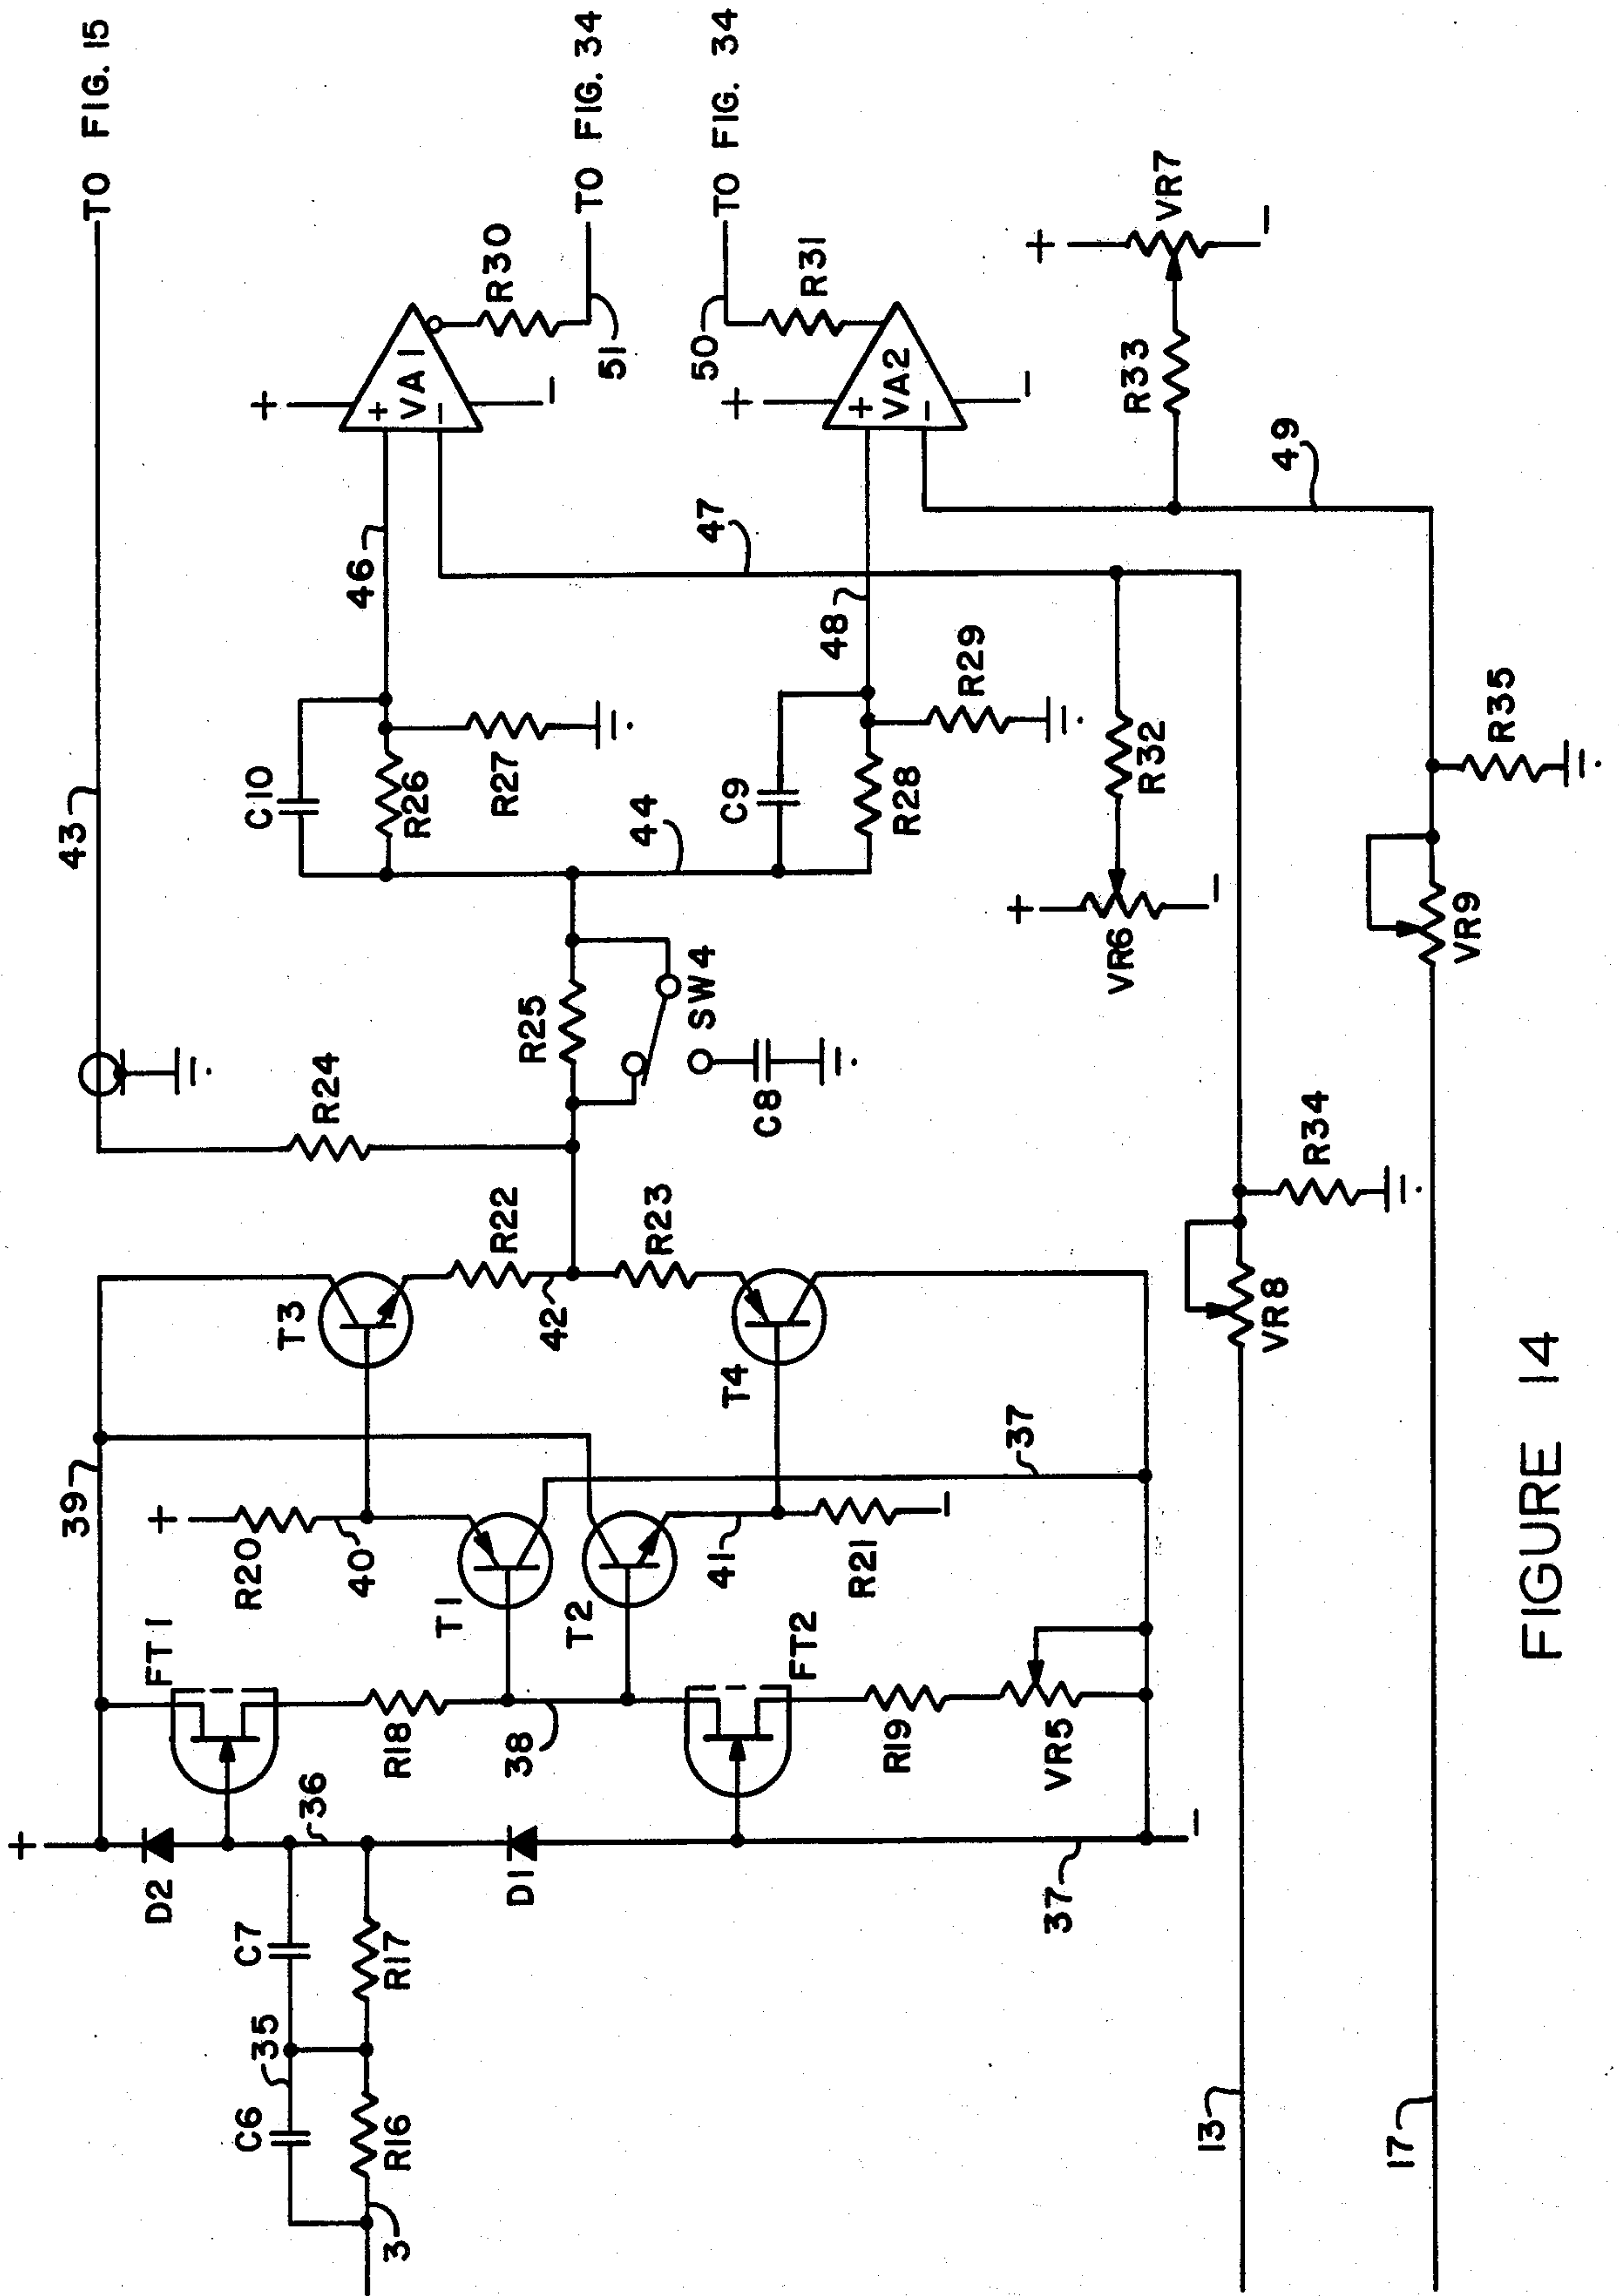 TO FIG. 15
43
39
+
D2
FT1
C7
36
35
C6
R16
R17
3
D1
R18
38
+
R20
40
T1
T2
41
R21
−
FT2
R19
VR5
37
−
37
T3
R22
42
R23
T4
R24
R25
SW4
C8
44
C10
R26
R27
46
C9
R28
R29
48
47
+
+
−
VA1
−
R30
51
TO FIG. 34
50
TO FIG. 34
R31
+
+
−
VA2
−
+
VR7
−
R33
49
+
VR6
−
R32
13
VR8
R34
17
VR9
R35
FIGURE 14